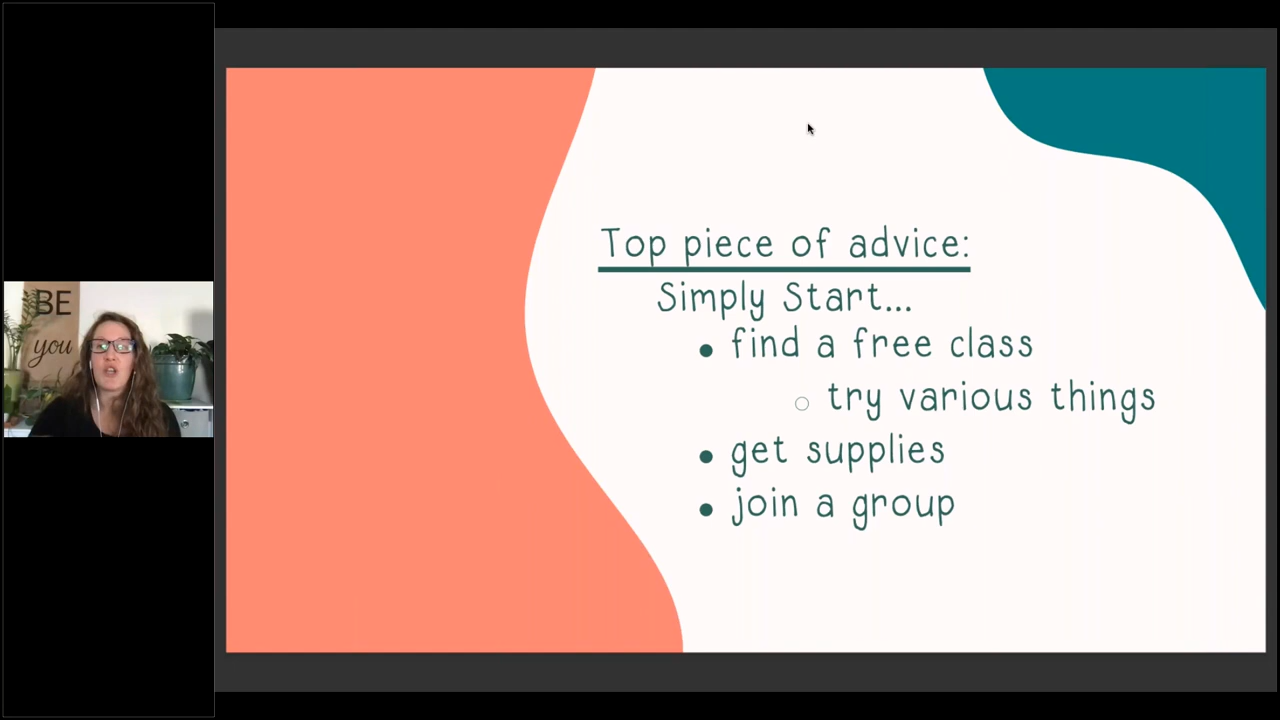 BE
you
Top piece of advice:
Simply Start...
find a free class
try various things
get supplies
join a group